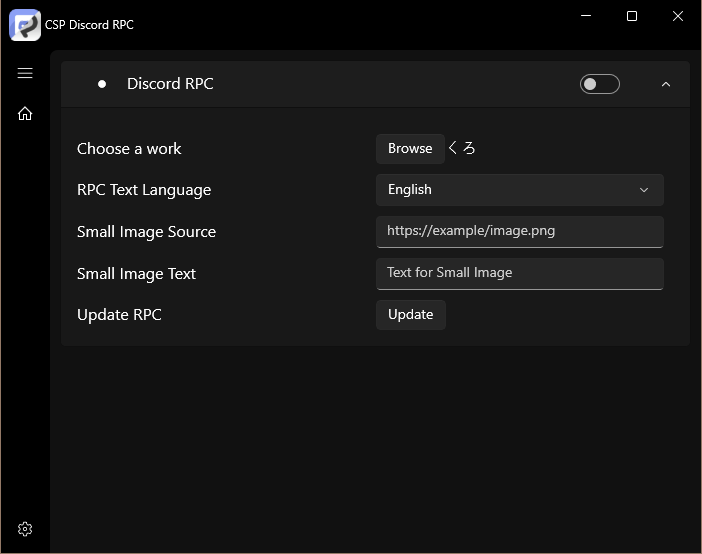 CSP Discord RPC
Discord RPC
Choose a work Browse くろ
RPC Text Language English
Small Image Source https://example/image.png
Small Image Text Text for Small Image
Update RPC Update